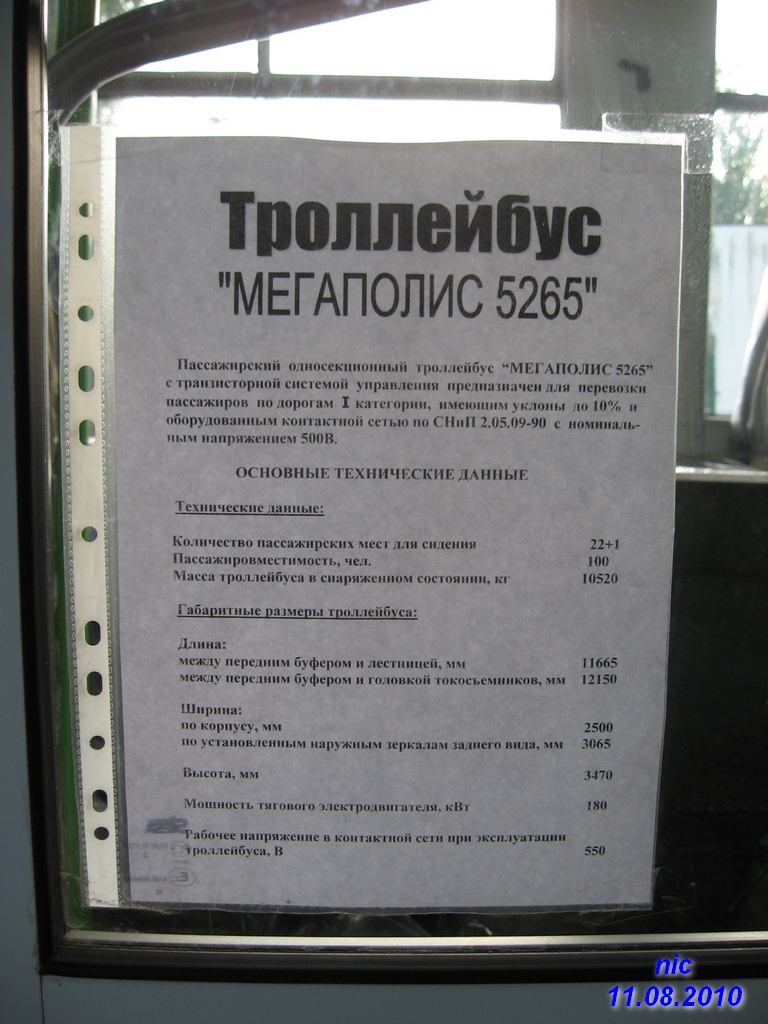 Троллейбус
"МЕГАПОЛИС 5265"
Пассажирский односекционный троллейбус “МЕГАПОЛИС 5265”
с транзисторной системой управления предназначен для перевозки
пассажиров по дорогам I категории, имеющим уклоны до 10% и
оборудованным контактной сетью по СНиП 2.05.09-90 с номиналь-
ным напряжением 500В.
ОСНОВНЫЕ ТЕХНИЧЕСКИЕ ДАННЫЕ
Технические данные:
Количество пассажирских мест для сидения 22+1
Пассажировместимость, чел. 100
Масса троллейбуса в снаряженном состоянии, кг 10520
Габаритные размеры троллейбуса:
Длина:
между передним буфером и лестницей, мм 11665
между передним буфером и головкой токосъемников, мм 12150
Ширина:
по корпусу, мм 2500
по установленным наружным зеркалам заднего вида, мм 3065
Высота, мм 3470
Мощность тягового электродвигателя, кВт 180
Рабочее напряжение в контактной сети при эксплуатации
троллейбуса, В 550
nic
11.08.2010